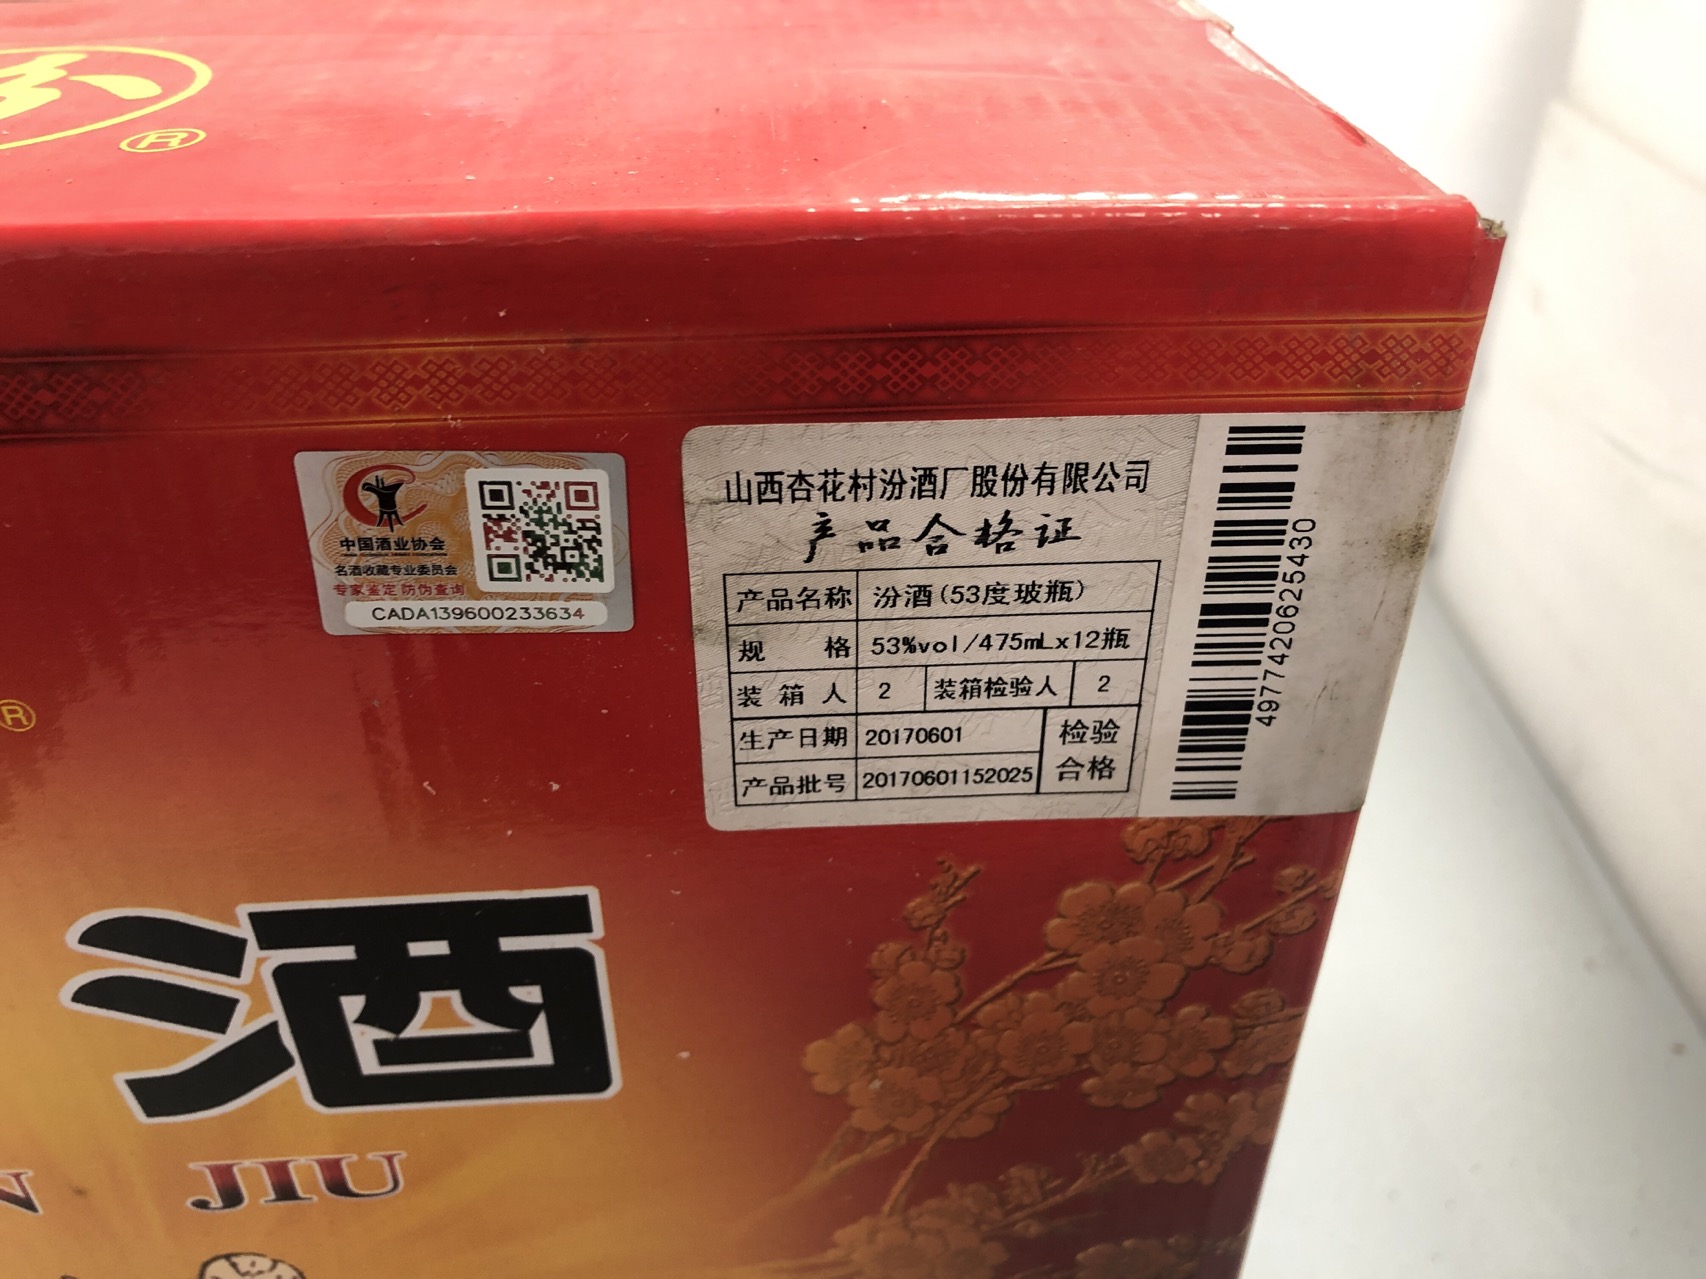 汾
®
中国酒业协会
名酒收藏专业委员会
专家鉴定 防伪查询
CADA139600233634
山西杏花村汾酒厂股份有限公司
产品合格证
产品名称 汾酒(53度玻瓶)
规 格 53%vol/475mLx12瓶
装箱人 2 装箱检验人 2
生产日期 20170601 检验
产品批号 20170601152025 合格
4977420625430
®
酒
N JIU